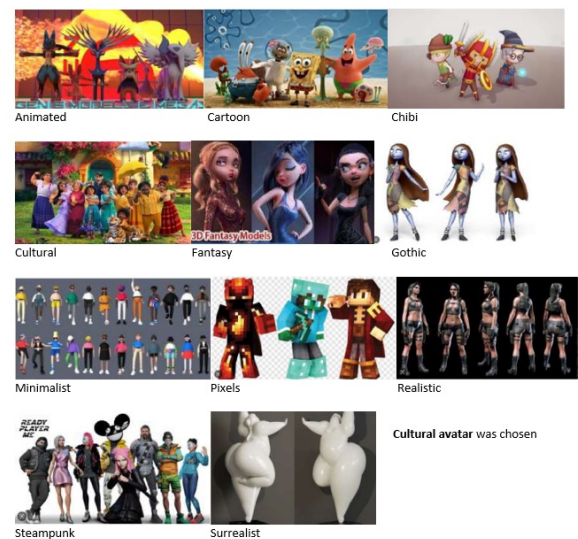 Animated
Cartoon
Chibi
Cultural
3D Fantasy Models
Fantasy
Gothic
Minimalist
Pixels
Realistic
READY
PLAYER
ME
Cultural avatar was chosen
Steampunk
Surrealist